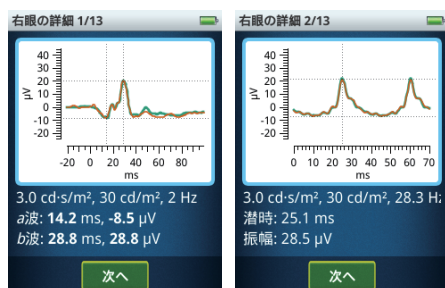 右眼の詳細 1/13
40
30
20
10
0
-10
-20
µV
-20 0 20 40 60 80
ms
3.0 cd·s/m², 30 cd/m², 2 Hz
a波: 14.2 ms, -8.5 µV
b波: 28.8 ms, 28.8 µV
次へ
右眼の詳細 2/13
40
30
20
10
0
-10
-20
µV
0 10 20 30 40 50 60 70
ms
3.0 cd·s/m², 30 cd/m², 28.3 Hz
潜時: 25.1 ms
振幅: 28.5 µV
次へ